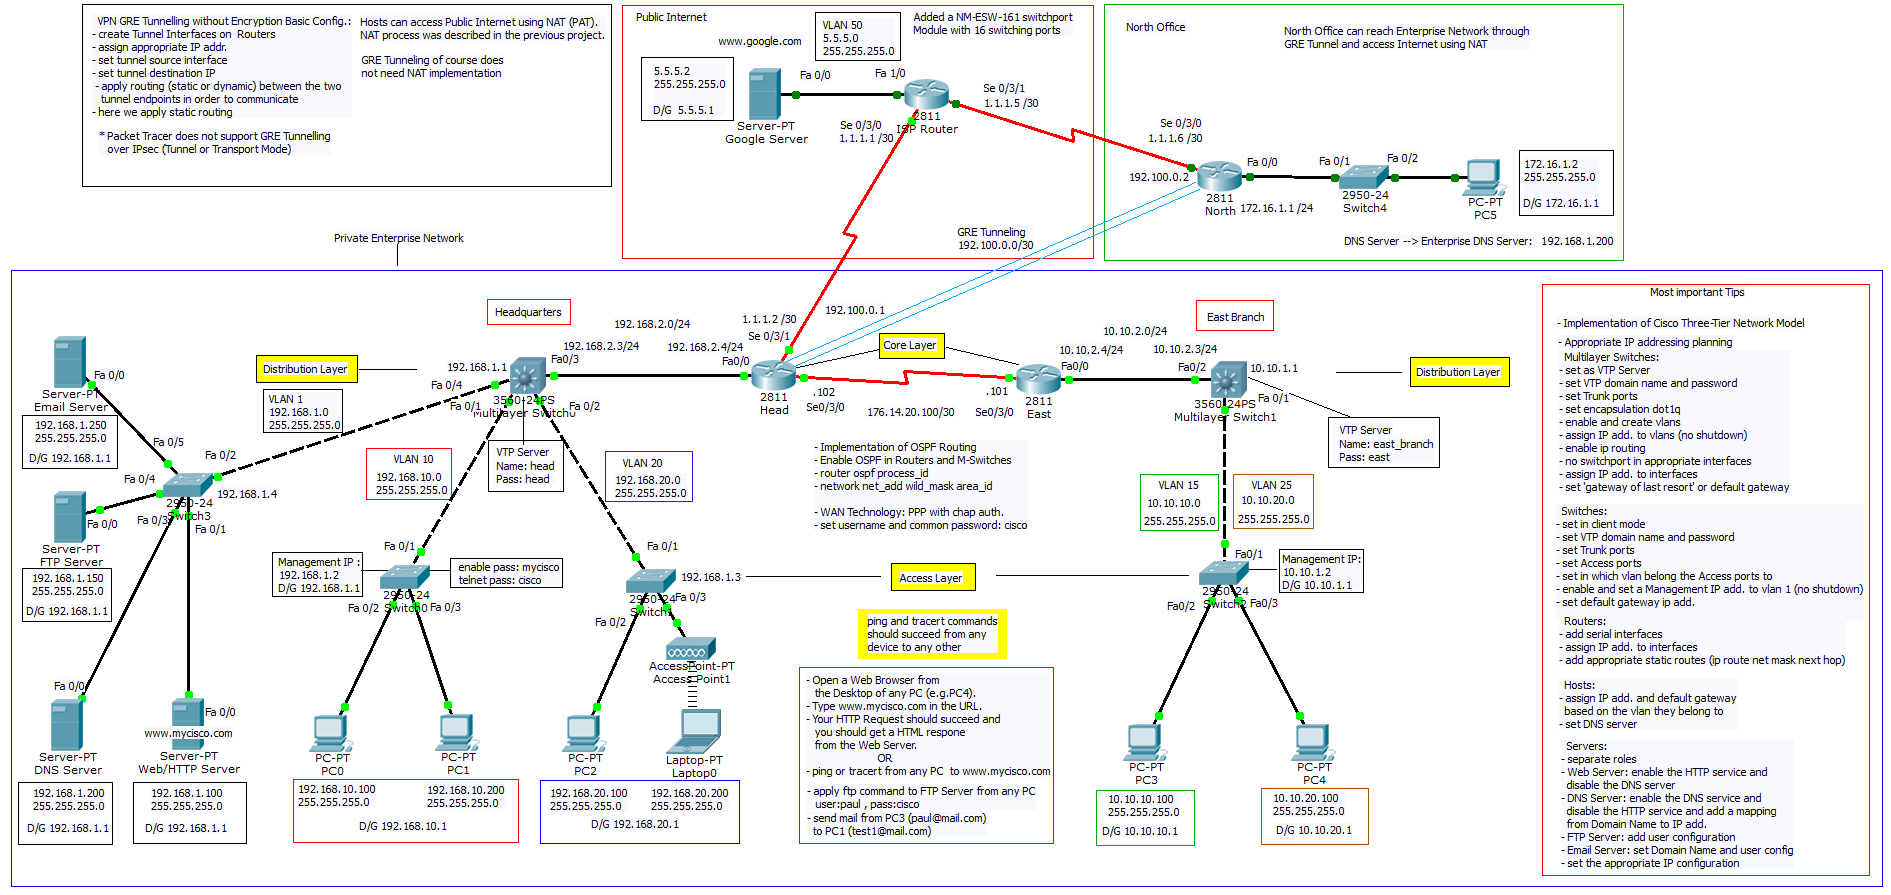 VPN GRE Tunnelling without Encryption Basic Config.:
- create Tunnel Interfaces on Routers
- assign appropriate IP addr.
- set tunnel source interface
- set tunnel destination IP
- apply routing (static or dynamic) between the two
tunnel endpoints in order to communicate
- here we apply static routing
* Packet Tracer does not support GRE Tunnelling
over IPsec (Tunnel or Transport Mode)
Hosts can access Public Internet using NAT (PAT).
NAT process was described in the previous project.
GRE Tunneling of course does
not need NAT implementation
Public Internet
www.google.com
VLAN 50
5.5.5.0
255.255.255.0
Added a NM-ESW-161 switchport
Module with 16 switching ports
5.5.5.2
255.255.255.0
D/G 5.5.5.1
Fa 0/0
Fa 1/0
Server-PT
Google Server
2811
ISP Router
Se 0/3/1
1.1.1.5 /30
Se 0/3/0
1.1.1.1 /30
North Office
North Office can reach Enterprise Network through
GRE Tunnel and access Internet using NAT
Se 0/3/0
1.1.1.6 /30
192.100.0.2
Fa 0/0
2811
North
172.16.1.1 /24
Fa 0/1
Fa 0/2
2950-24
Switch4
PC-PT
PC5
172.16.1.2
255.255.255.0
D/G 172.16.1.1
DNS Server --> Enterprise DNS Server: 192.168.1.200
GRE Tunneling
192.100.0.0/30
Private Enterprise Network
Headquarters
192.168.2.0/24
192.168.2.3/24
192.168.2.4/24
1.1.1.2 /30
Se 0/3/1
192.100.0.1
Core Layer
East Branch
10.10.2.0/24
10.10.2.4/24
10.10.2.3/24
Fa0/0
Fa0/2
10.10.1.1
Fa 0/1
3560-24PS
Multilayer Switch1
Distribution Layer
VTP Server
Name: east_branch
Pass: east
Distribution Layer
192.168.1.1
Fa 0/4
Fa 0/1
Fa 0/2
Fa0/3
Fa0/0
3560-24PS
Multilayer Switch0
2811
Head
.102
Se0/3/0
176.14.20.100/30
.101
Se0/3/0
2811
East
VTP Server
Name: head
Pass: head
VLAN 1
192.168.1.0
255.255.255.0
VLAN 10
192.168.10.0
255.255.255.0
VLAN 20
192.168.20.0
255.255.255.0
- Implementation of OSPF Routing
- Enable OSPF in Routers and M-Switches
- router ospf process_id
- network net_add wild_mask area_id
- WAN Technology: PPP with chap auth.
- set username and common password: cisco
VLAN 15
10.10.10.0
255.255.255.0
VLAN 25
10.10.20.0
255.255.255.0
Fa 0/0
Server-PT
Email Server
192.168.1.250
255.255.255.0
D/G 192.168.1.1
Fa 0/5
Fa 0/2
Fa 0/4
192.168.1.4
2950-24
Switch3
Fa 0/3
Fa 0/1
Fa 0/0
Server-PT
FTP Server
192.168.1.150
255.255.255.0
D/G 192.168.1.1
Fa 0/0
Server-PT
DNS Server
192.168.1.200
255.255.255.0
D/G 192.168.1.1
Fa 0/0
www.mycisco.com
Server-PT
Web/HTTP Server
192.168.1.100
255.255.255.0
D/G 192.168.1.1
Management IP :
192.168.1.2
D/G 192.168.1.1
Fa 0/1
enable pass: mycisco
telnet pass: cisco
2950-24
Switch0
Fa 0/2
Fa 0/3
PC-PT
PC0
PC-PT
PC1
192.168.10.100
255.255.255.0
192.168.10.200
255.255.255.0
D/G 192.168.10.1
Fa 0/1
192.168.1.3
2950-24
Switch1
Fa 0/2
Fa 0/3
AccessPoint-PT
Access Point1
PC-PT
PC2
Laptop-PT
Laptop0
192.168.20.100
255.255.255.0
192.168.20.200
255.255.255.0
D/G 192.168.20.1
Access Layer
ping and tracert commands
should succeed from any
device to any other
- Open a Web Browser from
the Desktop of any PC (e.g.PC4).
- Type www.mycisco.com in the URL.
- Your HTTP Request should succeed and
you should get a HTML respone
from the Web Server.
OR
- ping or tracert from any PC to www.mycisco.com
- apply ftp command to FTP Server from any PC
user:paul , pass:cisco
- send mail from PC3 (paul@mail.com)
to PC1 (test1@mail.com)
Fa0/1
Management IP:
10.10.1.2
D/G 10.10.1.1
2950-24
Switch2
Fa0/2
Fa0/3
PC-PT
PC3
PC-PT
PC4
10.10.10.100
255.255.255.0
D/G 10.10.10.1
10.10.20.100
255.255.255.0
D/G 10.10.20.1
Most important Tips
- Implementation of Cisco Three-Tier Network Model
- Appropriate IP addressing planning
Multilayer Switches:
- set as VTP Server
- set VTP domain name and password
- set Trunk ports
- set encapsulation dot1q
- enable and create vlans
- assign IP add. to vlans (no shutdown)
- enable ip routing
- no switchport in appropriate interfaces
- assign IP add. to interfaces
- set 'gateway of last resort' or default gateway
Switches:
- set in client mode
- set VTP domain name and password
- set Trunk ports
- set Access ports
- set in which vlan belong the Access ports to
- enable and set a Management IP add. to vlan 1 (no shutdown)
- set default gateway ip add.
Routers:
- add serial interfaces
- assign IP add. to interfaces
- add appropriate static routes (ip route net mask next hop)
Hosts:
- assign IP add. and default gateway
based on the vlan they belong to
- set DNS server
Servers:
- separate roles
- Web Server: enable the HTTP service and
disable the DNS server
- DNS Server: enable the DNS service and
disable the HTTP service and add a mapping
from Domain Name to IP add.
- FTP Server: add user configuration
- Email Server: set Domain Name and user config
- set the appropriate IP configuration